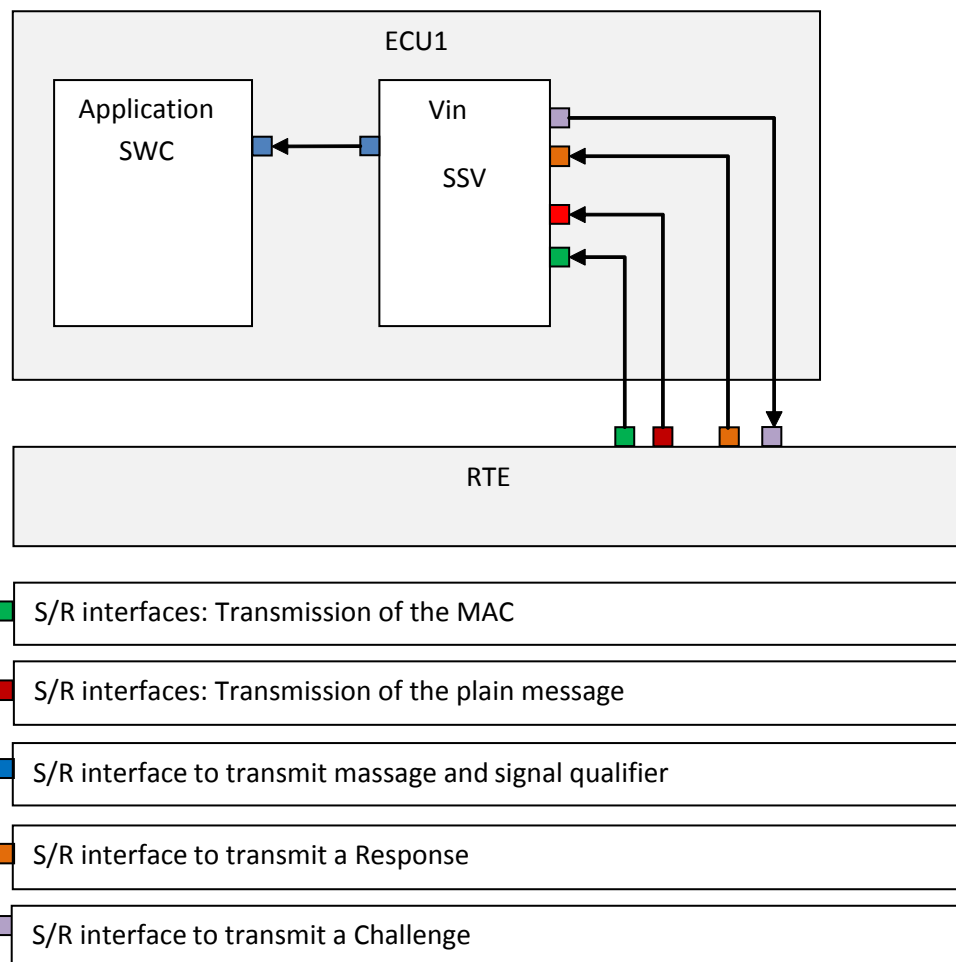 ECU1
Application
SWC
Vin
SSV
RTE
S/R interfaces: Transmission of the MAC
S/R interfaces: Transmission of the plain message
S/R interface to transmit massage and signal qualifier
S/R interface to transmit a Response
S/R interface to transmit a Challenge